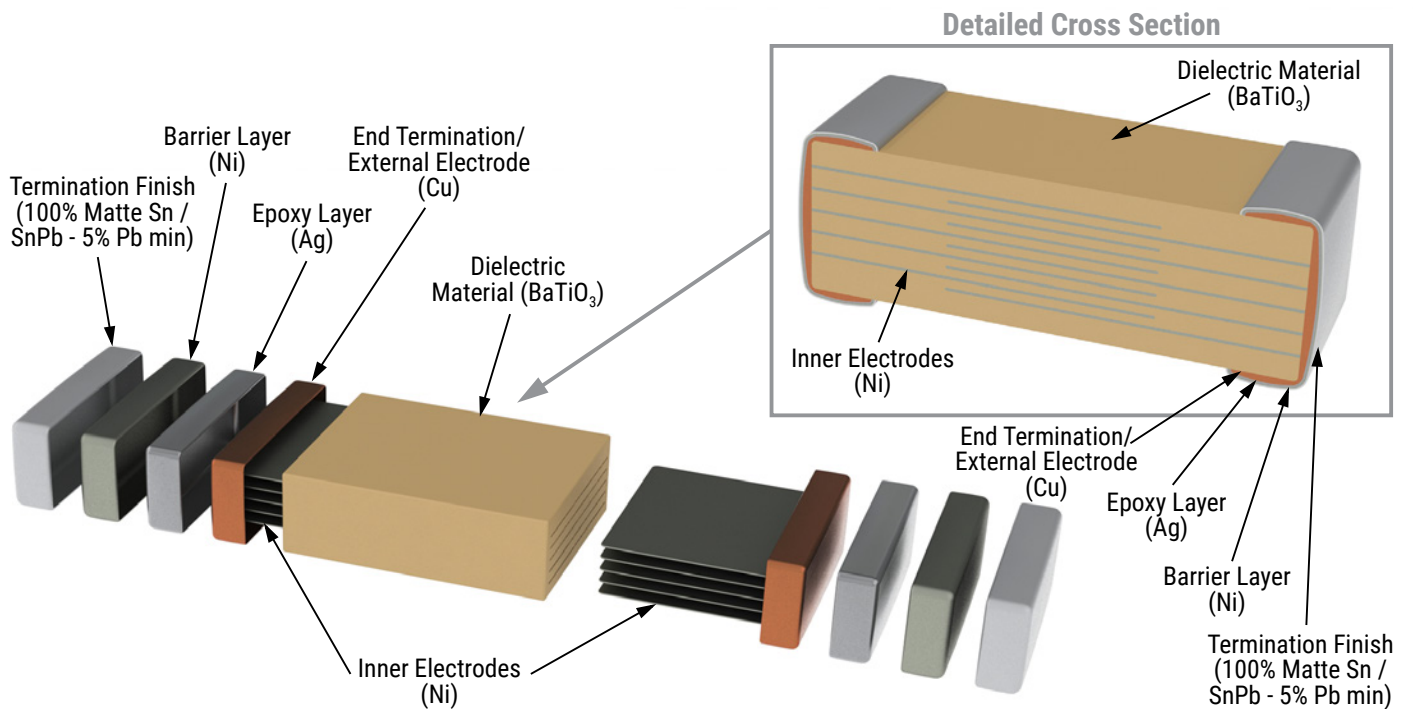 Detailed Cross Section
Dielectric Material
(BaTiO₃)
Inner Electrodes
(Ni)
End Termination/
External Electrode
(Cu)
Epoxy Layer
(Ag)
Barrier Layer
(Ni)
Termination Finish
(100% Matte Sn /
SnPb - 5% Pb min)
Termination Finish
(100% Matte Sn /
SnPb - 5% Pb min)
Barrier Layer
(Ni)
Epoxy Layer
(Ag)
End Termination/
External Electrode
(Cu)
Dielectric
Material (BaTiO₃)
Inner Electrodes
(Ni)